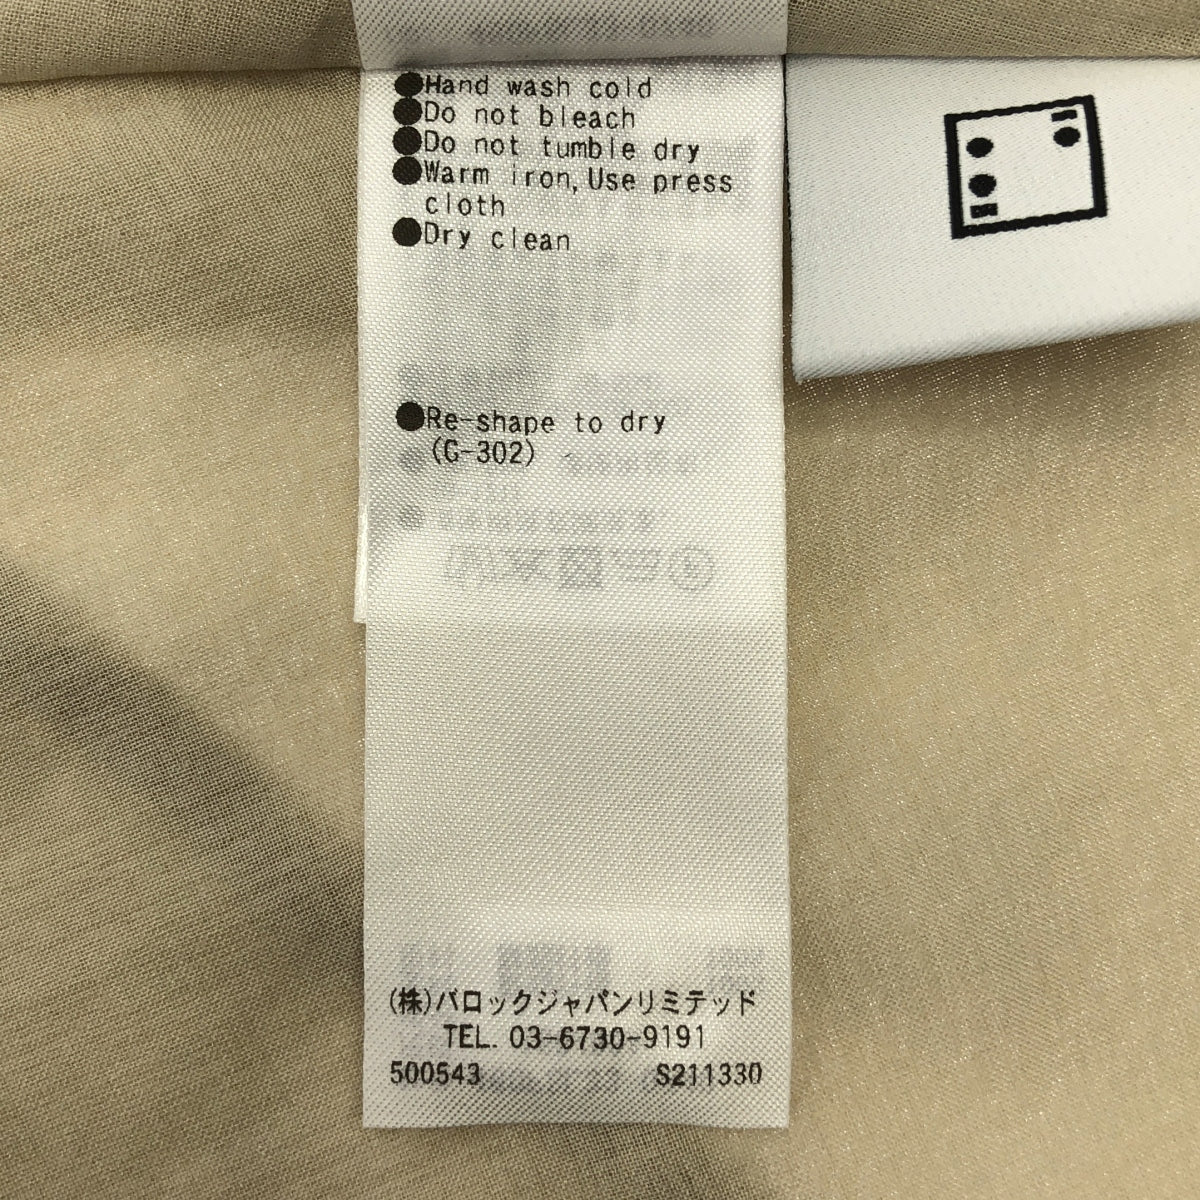 ●Hand wash cold
●Do not bleach
●Do not tumble dry
●Warm iron, Use press
cloth
●Dry clean
●Re-shape to dry
(G-302)
(株)バロックジャパンリミテッド
TEL. 03-6730-9191
500543 S211330